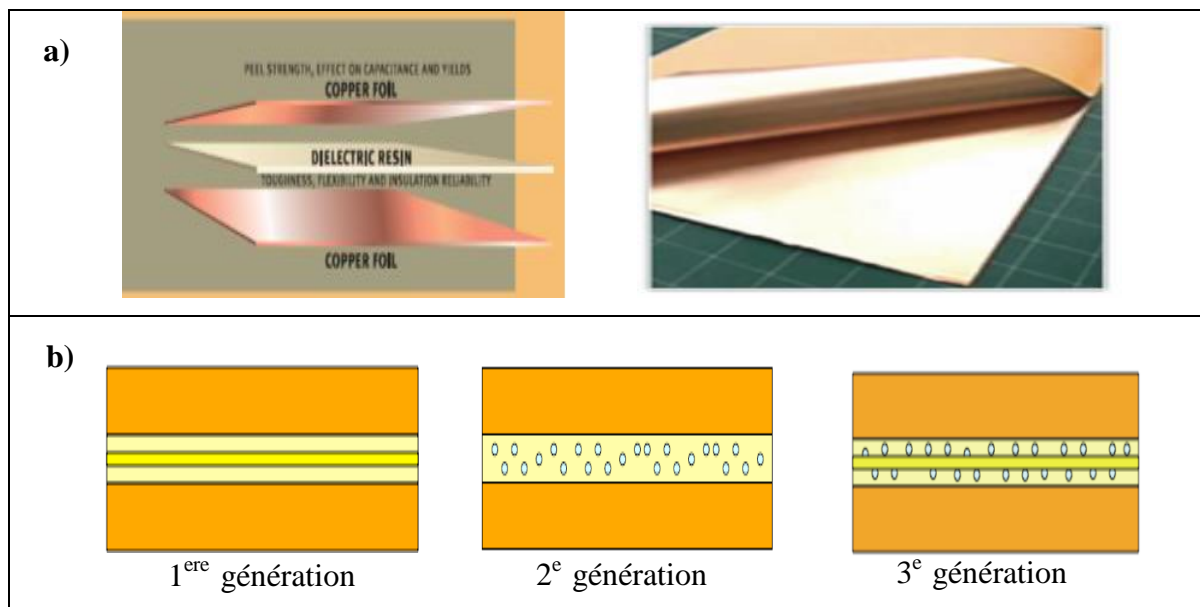 a)
PEEL STRENGTH, EFFECT ON CAPACITANCE AND YIELDS
COPPER FOIL
DIELECTRIC RESIN
TOUGHNESS, FLEXIBILITY AND INSULATION RELIABILITY
COPPER FOIL
b)
1ere génération
2e génération
3e génération